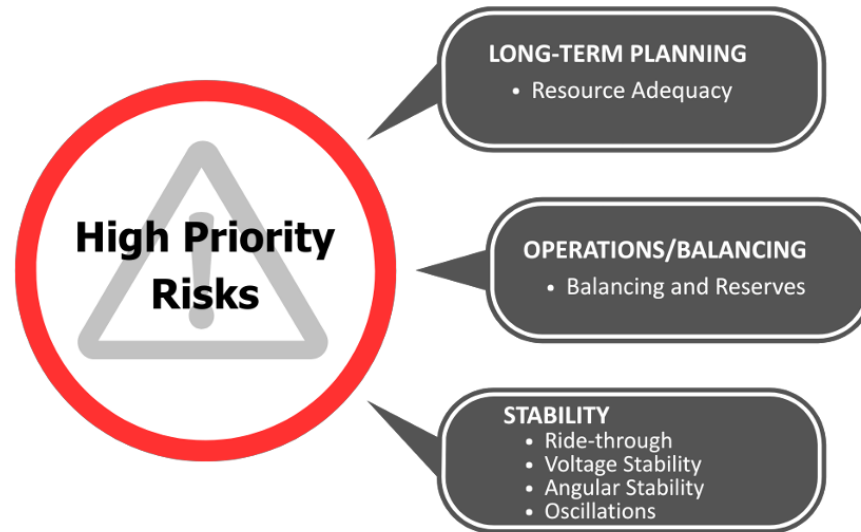 High Priority
Risks
LONG-TERM PLANNING
• Resource Adequacy
OPERATIONS/BALANCING
• Balancing and Reserves
STABILITY
• Ride-through
• Voltage Stability
• Angular Stability
• Oscillations